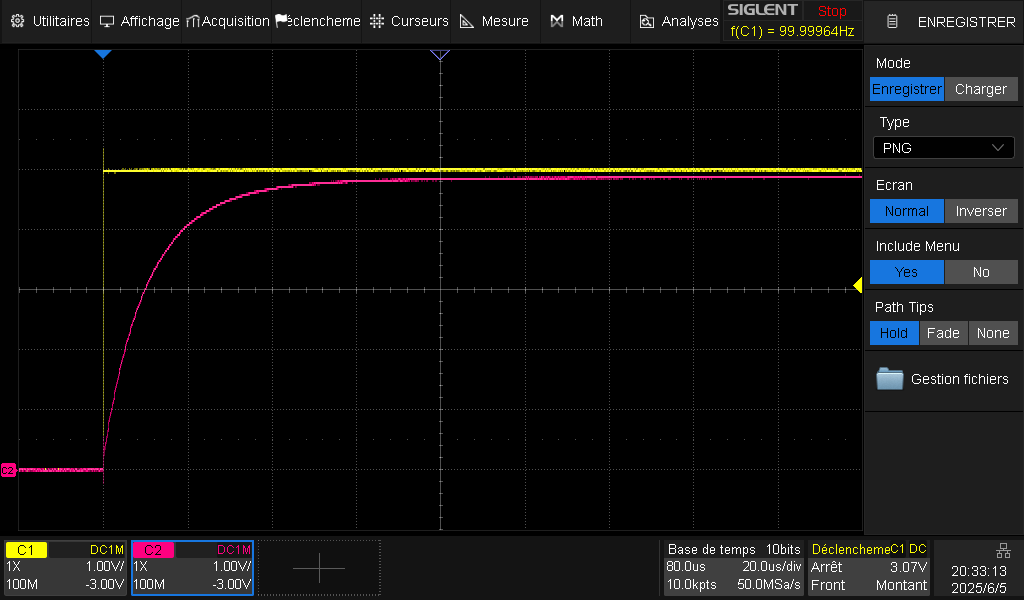 Utilitaires Affichage Acquisition éclencheme Curseurs Mesure Math Analyses
SIGLENT Stop
f(C1) = 99.99964Hz
ENREGISTRER
Mode
Enregistrer Charger
Type
PNG
Ecran
Normal Inverser
Include Menu
Yes No
Path Tips
Hold Fade None
Gestion fichiers
C2
C1 DC1M
1X 1.00V/
100M -3.00V
C2 DC1M
1X 1.00V/
100M -3.00V
Base de temps 10bits
80.0us 20.0us/div
10.0kpts 50.0MSa/s
Déclencheme C1 DC
Arrêt 3.07V
Front Montant
20:33:13
2025/6/5